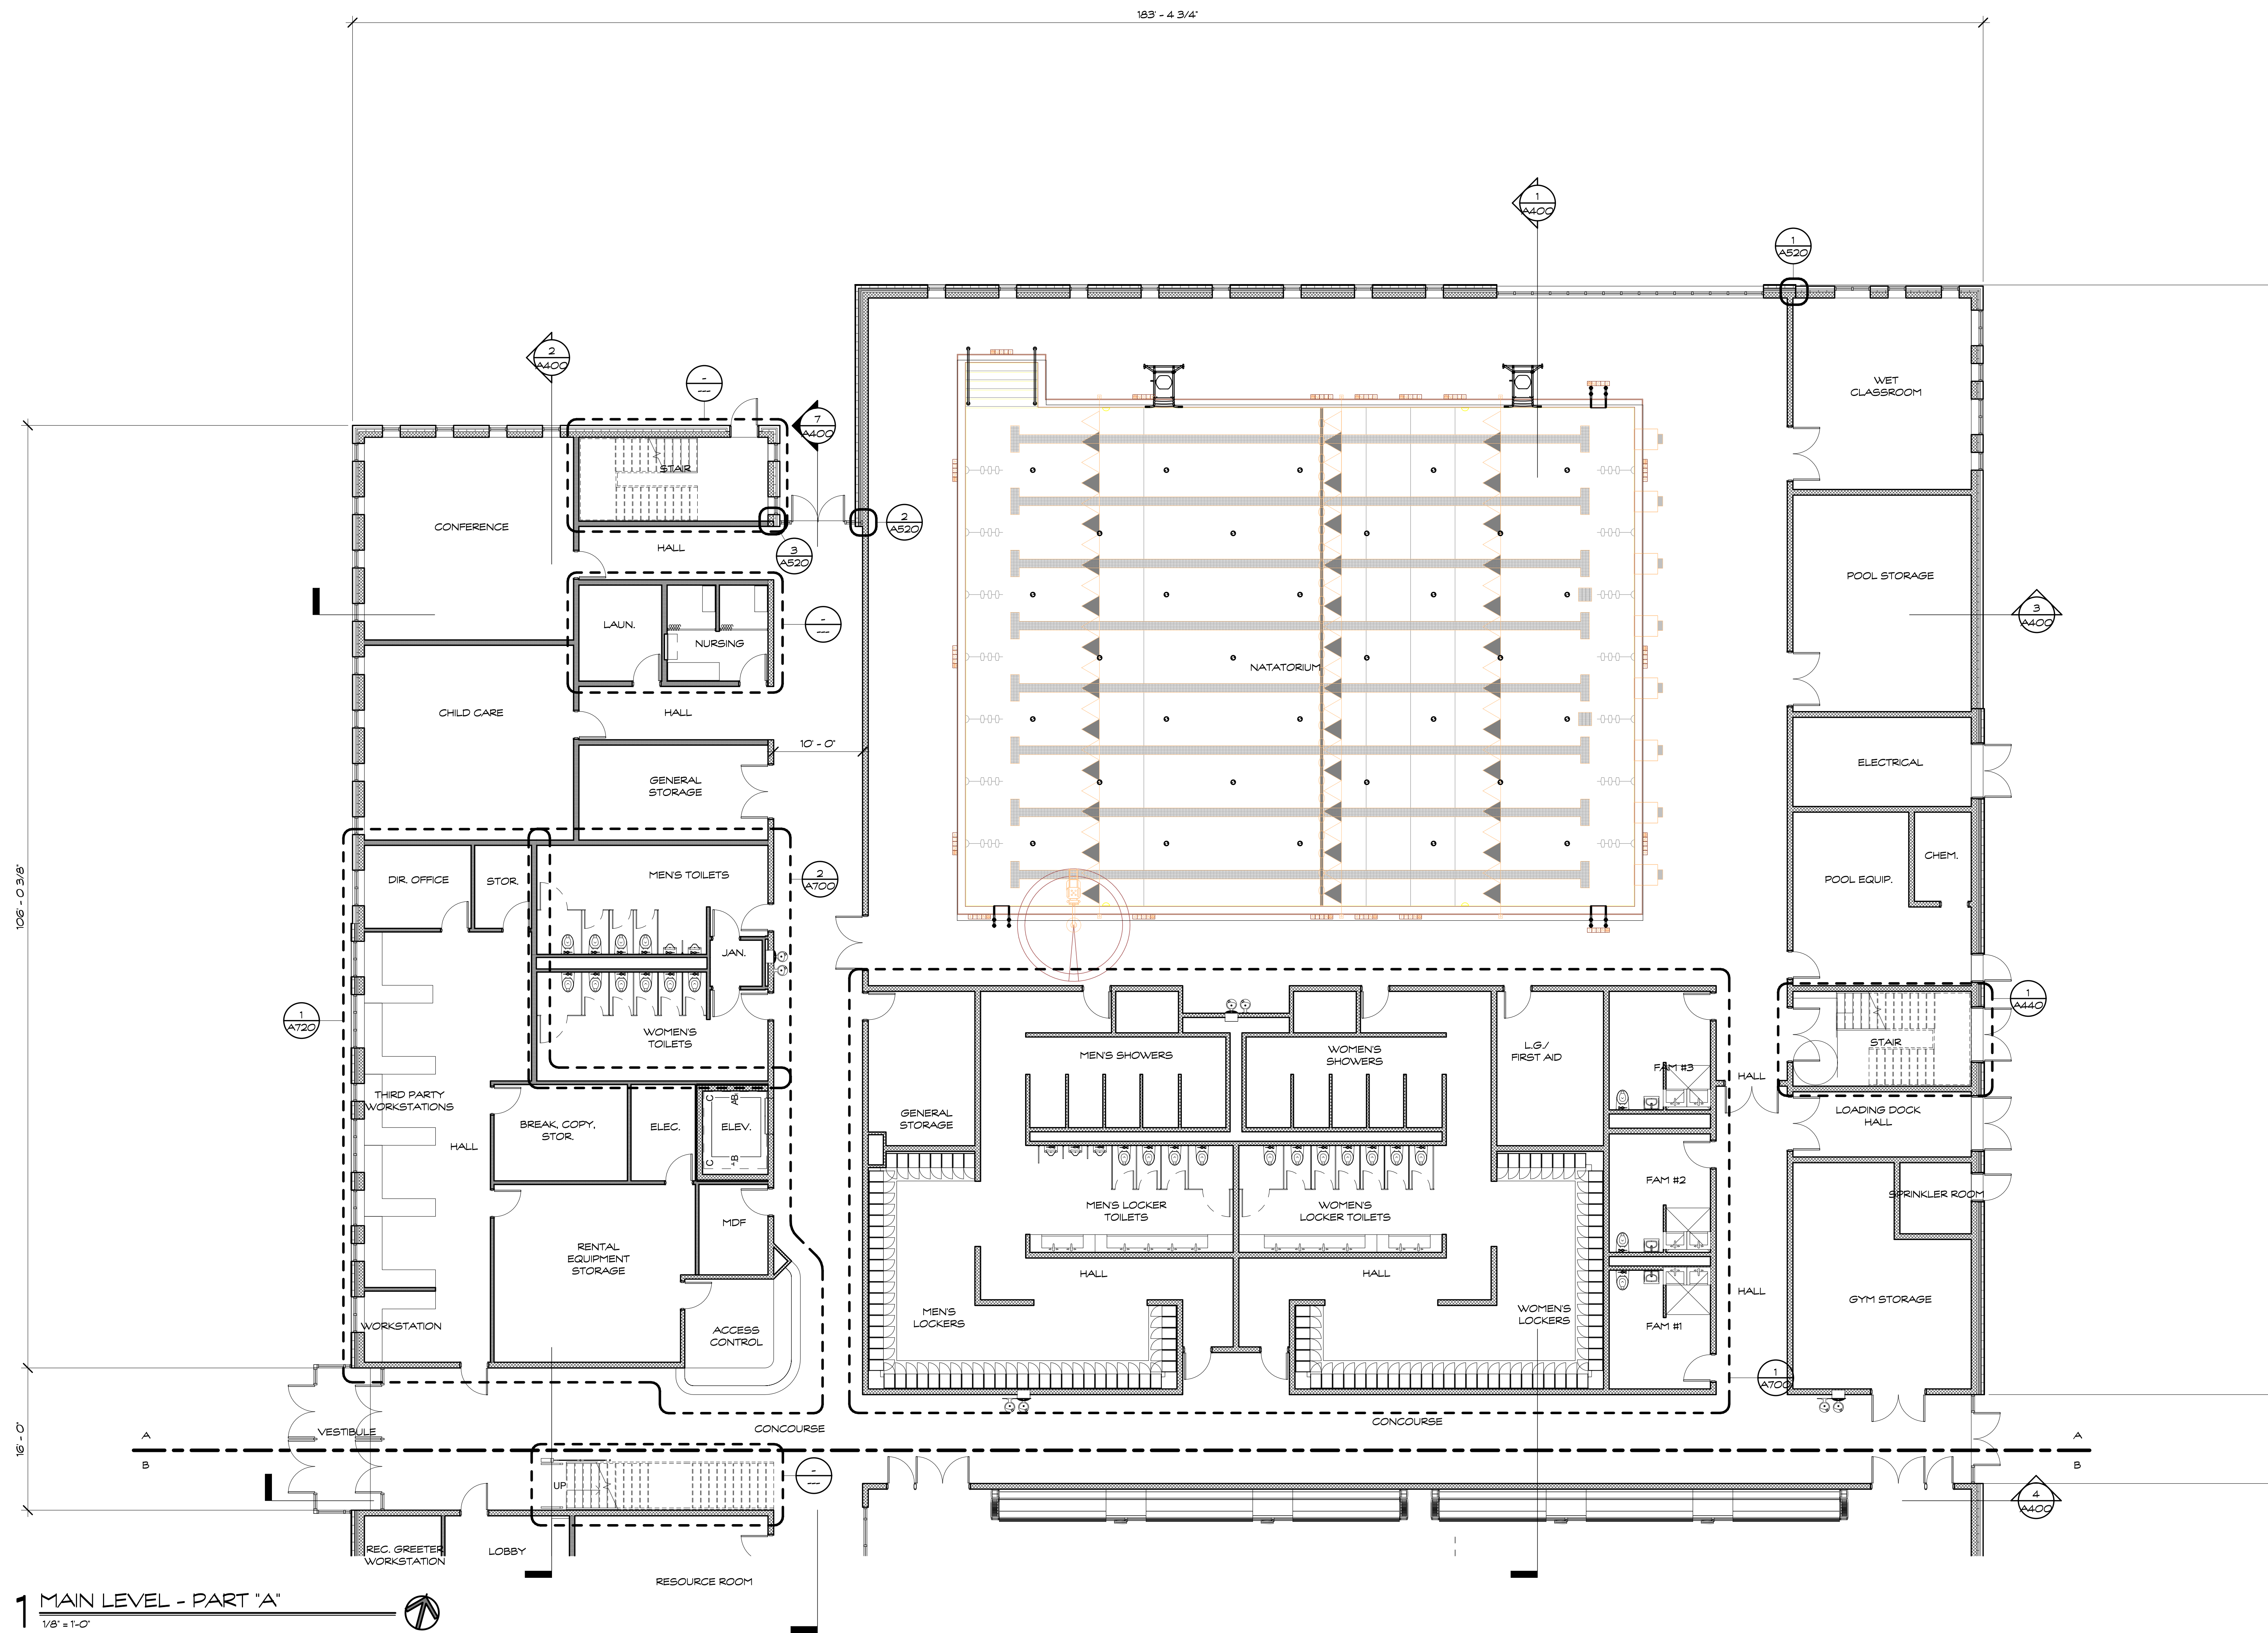 183' - 4 3/4"
1
A400
1
A520
2
A400
-
---
7
A400
WET
CLASSROOM
STAIR
CONFERENCE
2
A520
HALL
3
A520
POOL STORAGE
3
A400
LAUN.
NURSING
-
---
NATATORIUM
CHILD CARE
HALL
10' - 0"
ELECTRICAL
GENERAL
STORAGE
CHEM.
POOL EQUIP.
DIR. OFFICE
STOR.
MEN'S TOILETS
2
A700
106' - 0 3/8"
JAN.
1
A720
1
A440
WOMEN'S
TOILETS
STAIR
MEN'S SHOWERS
WOMEN'S
SHOWERS
L.G./
FIRST AID
FAM #3
HALL
THIRD PARTY
WORKSTATIONS
C
AB
GENERAL
STORAGE
LOADING DOCK
HALL
BREAK, COPY,
STOR.
ELEC.
ELEV.
HALL
C
FAM #2
SPRINKLER ROOM
MEN'S LOCKER
TOILETS
WOMEN'S
LOCKER TOILETS
MDF
RENTAL
EQUIPMENT
STORAGE
HALL
HALL
HALL
GYM STORAGE
MEN'S
LOCKERS
WOMEN'S
LOCKERS
WORKSTATION
ACCESS
CONTROL
FAM #1
1
A700
CONCOURSE
CONCOURSE
VESTIBULE
A
A
B
B
16' - 0"
UP
-
---
4
A400
REC. GREETER
WORKSTATION
LOBBY
RESOURCE ROOM
1
MAIN LEVEL - PART "A"
1/8" = 1'-0"